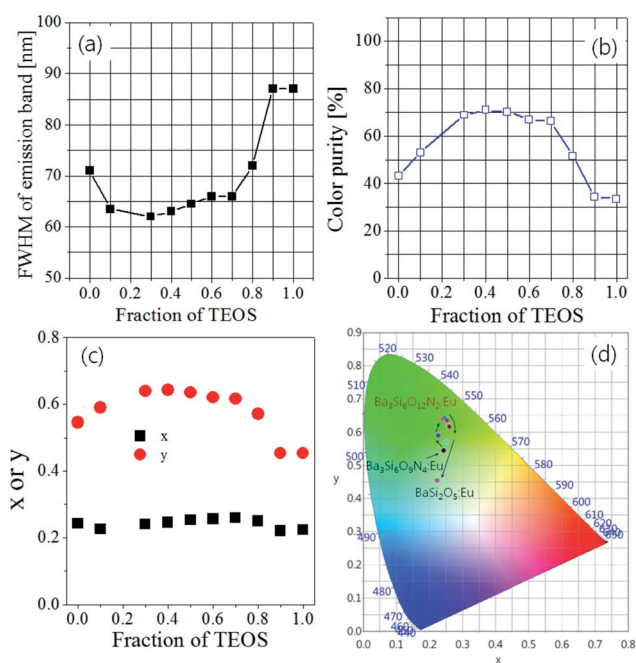 (a)
FWHM of emission band [nm]
100
90
80
70
60
50
0.0 0.2 0.4 0.6 0.8 1.0
Fraction of TEOS
(b)
Color purity [%]
100
80
60
40
20
0
0.0 0.2 0.4 0.6 0.8 1.0
Fraction of TEOS
(c)
x or y
0.8
0.6
0.4
0.2
0.0
x
y
0.0 0.2 0.4 0.6 0.8 1.0
Fraction of TEOS
(d)
y
0.9
0.8
0.7
0.6
0.5
0.4
0.3
0.2
0.1
0.0
520
530
540
510
550
560
500
570
580
590
600
610
620
490
480
470
460
440
Ba3Si6O12N2:Eu
Ba3Si6O9N4:Eu
BaSi2O5:Eu
0.0 0.1 0.2 0.3 0.4 0.5 0.6 0.7 0.8
x